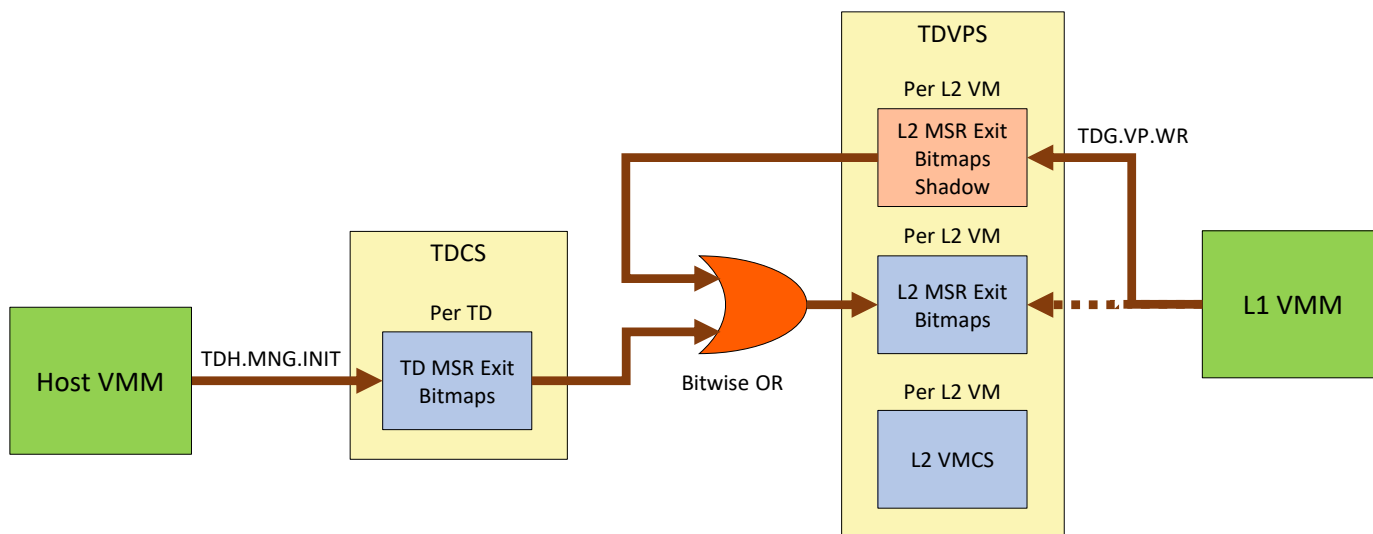 TDVPS
Per L2 VM
L2 MSR Exit
Bitmaps
Shadow
TDG.VP.WR
TDCS
Per L2 VM
Per TD
L2 MSR Exit
Bitmaps
L1 VMM
Host VMM
TDH.MNG.INIT
TD MSR Exit
Bitmaps
Bitwise OR
Per L2 VM
L2 VMCS